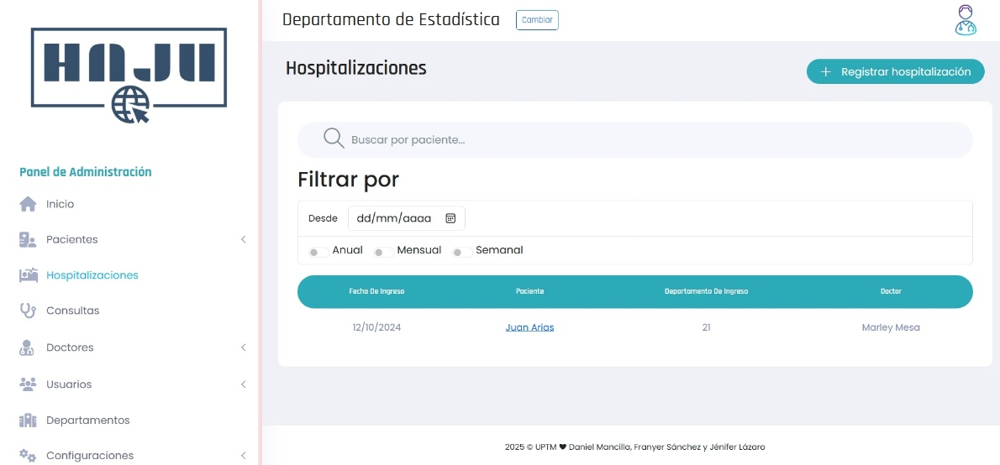 HNJU
Panel de Administración
Inicio
Pacientes
Hospitalizaciones
Consultas
Doctores
Usuarios
Departamentos
Configuraciones
Departamento de Estadística Cambiar
Hospitalizaciones
Registrar hospitalización
Buscar por paciente...
Filtrar por
Desde dd/mm/aaaa
Anual Mensual Semanal
Fecha De Ingreso Paciente Departamento De Ingreso Doctor
12/10/2024 Juan Arias 21 Marley Mesa
2025 © UPTM ❤ Daniel Mancilla, Franyer Sánchez y Jénifer Lázaro